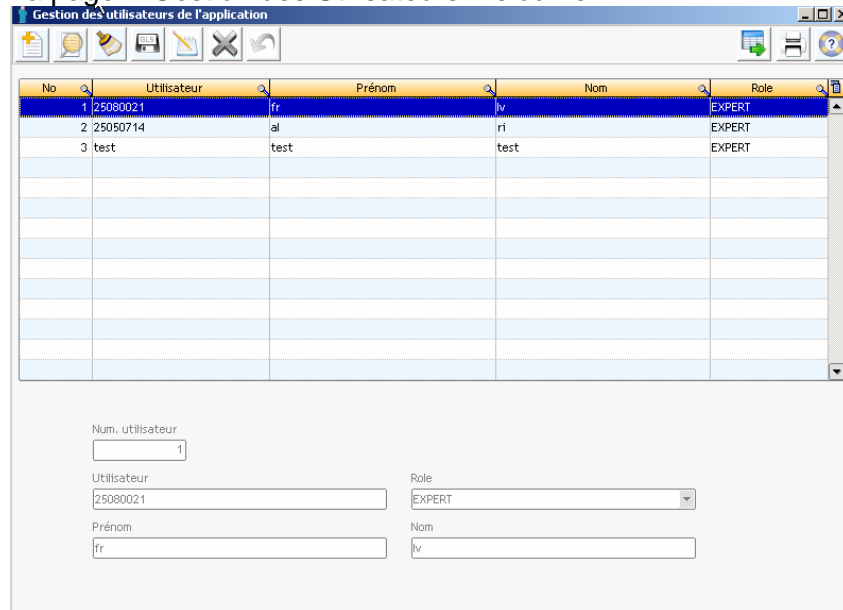 Gestion des utilisateurs de l'application
GLS
No Utilisateur Prénom Nom Role
1 25080021 fr lv EXPERT
2 25050714 al ri EXPERT
3 test test test EXPERT
Num. utilisateur
1
Utilisateur Role
25080021 EXPERT
Prénom Nom
fr lv